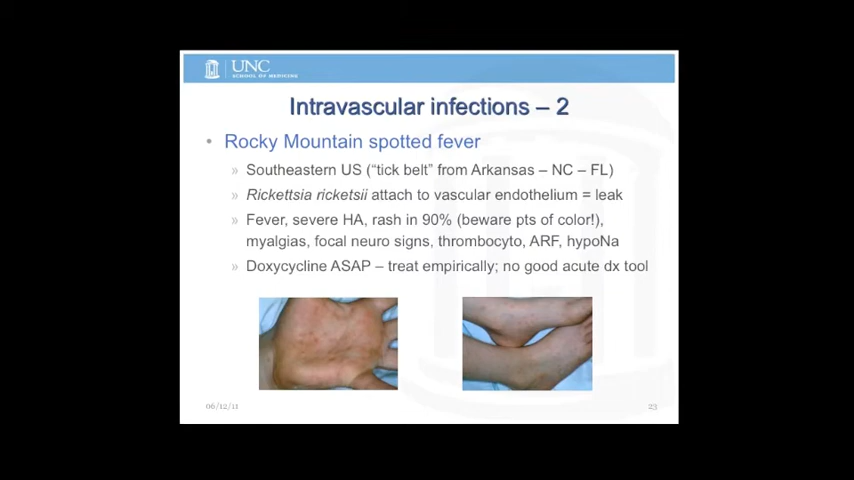 UNC
SCHOOL OF MEDICINE
Intravascular infections – 2
• Rocky Mountain spotted fever
» Southeastern US (“tick belt” from Arkansas – NC – FL)
» Rickettsia ricketsii attach to vascular endothelium = leak
» Fever, severe HA, rash in 90% (beware pts of color!),
myalgias, focal neuro signs, thrombocyto, ARF, hypoNa
» Doxycycline ASAP – treat empirically; no good acute dx tool
06/12/11
23